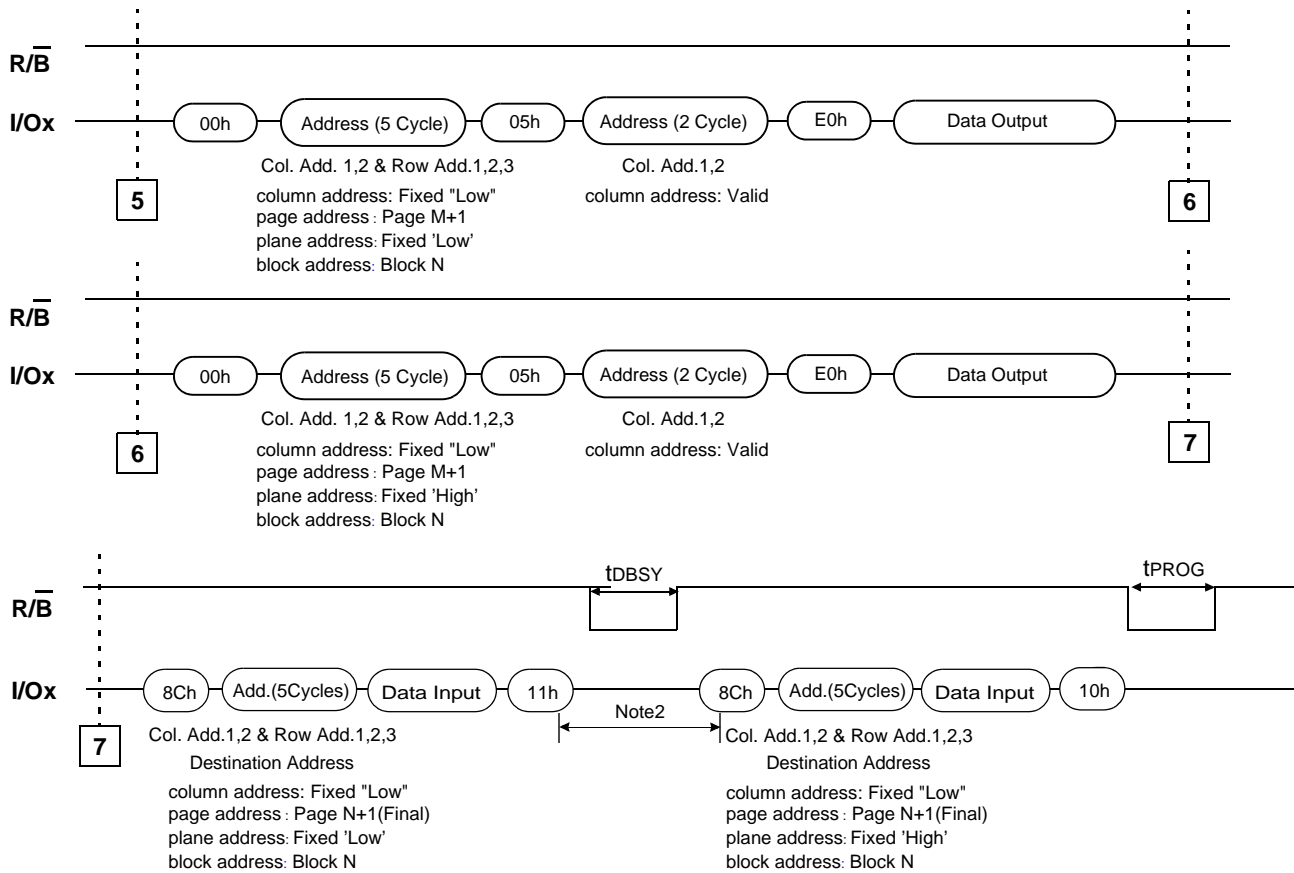 R/B
I/Ox
00h Address (5 Cycle) 05h Address (2 Cycle) E0h Data Output
Col. Add. 1,2 & Row Add.1,2,3 Col. Add.1,2
column address: Fixed "Low" column address: Valid
page address : Page M+1
plane address: Fixed 'Low'
block address: Block N
5 6
R/B
I/Ox
00h Address (5 Cycle) 05h Address (2 Cycle) E0h Data Output
Col. Add. 1,2 & Row Add.1,2,3 Col. Add.1,2
column address: Fixed "Low" column address: Valid
page address : Page M+1
plane address: Fixed 'High'
block address: Block N
6 7
tDBSY tPROG
R/B
I/Ox
8Ch Add.(5Cycles) Data Input 11h 8Ch Add.(5Cycles) Data Input 10h
Note2
7
Col. Add.1,2 & Row Add.1,2,3 Col. Add.1,2 & Row Add.1,2,3
Destination Address Destination Address
column address: Fixed "Low" column address: Fixed "Low"
page address : Page N+1(Final) page address : Page N+1(Final)
plane address: Fixed 'Low' plane address: Fixed 'High'
block address: Block N block address: Block N